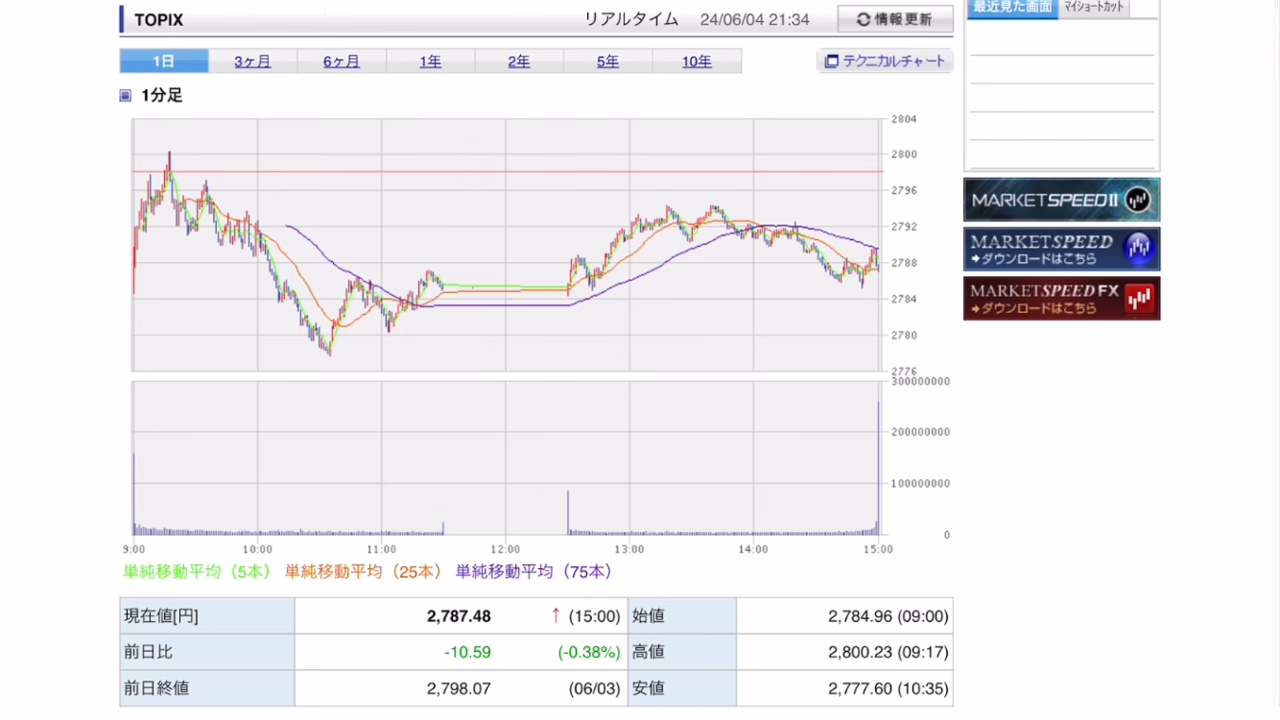 TOPIX
リアルタイム 24/06/04 21:34
情報更新
最近見た画面 マイショートカット
1日 3ヶ月 6ヶ月 1年 2年 5年 10年
テクニカルチャート
1分足
2804
2800
2796
2792
2788
2784
2780
2776
300000000
200000000
100000000
0
9:00 10:00 11:00 12:00 13:00 14:00 15:00
単純移動平均（5本） 単純移動平均（25本） 単純移動平均（75本）
現在値[円] 2,787.48 ↑ (15:00) 始値 2,784.96 (09:00)
前日比 -10.59 (-0.38%) 高値 2,800.23 (09:17)
前日終値 2,798.07 (06/03) 安値 2,777.60 (10:35)
MARKETSPEED II
MARKETSPEED
ダウンロードはこちら
MARKETSPEED FX
ダウンロードはこちら